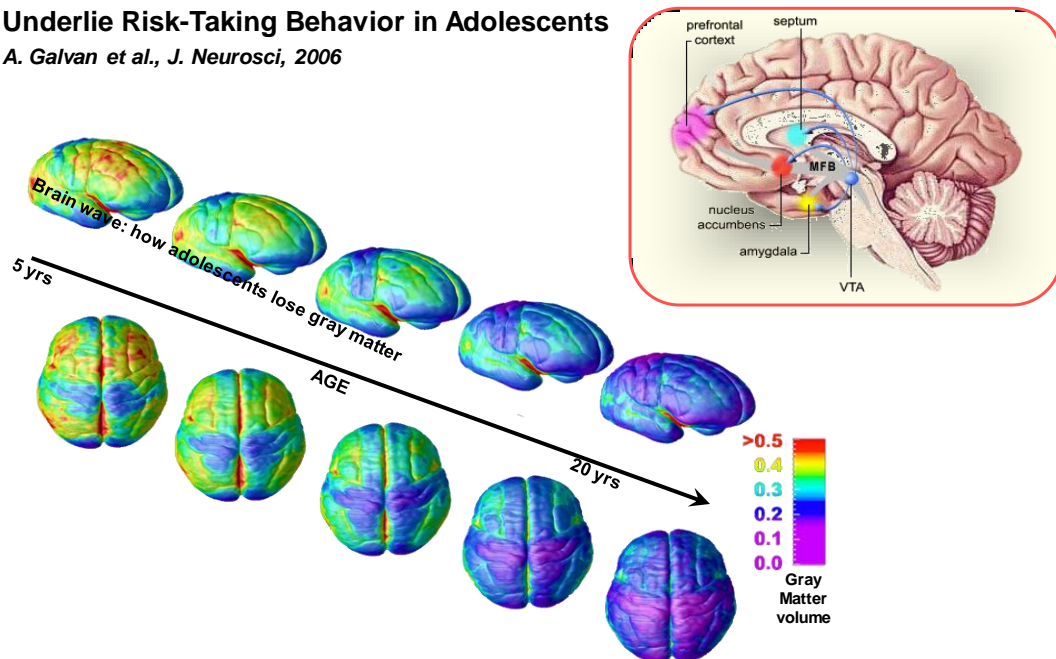 Underlie Risk-Taking Behavior in Adolescents
A. Galvan et al., J. Neurosci, 2006
prefrontal
cortext
septum
MFB
nucleus
accumbens
amygdala
VTA
Brain wave: how adolescents lose gray matter
5 yrs
AGE
20 yrs
>0.5
0.4
0.3
0.2
0.1
0.0
Gray
Matter
volume